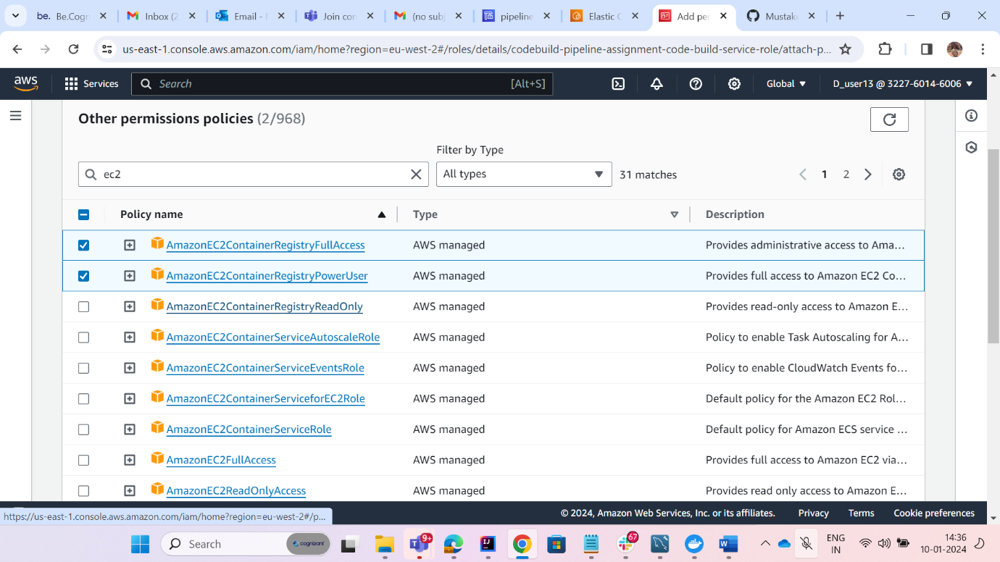 be. Be.Cogn
Inbox (2
Email - N
Join con
(no subj
pipeline
Elastic C
Add per
Mustak
us-east-1.console.aws.amazon.com/iam/home?region=eu-west-2#/roles/details/codebuild-pipeline-assignment-code-build-service-role/attach-p...
aws
Services
Search
[Alt+S]
Global
D_user13 @ 3227-6014-6006
Other permissions policies (2/968)
Filter by Type
ec2
All types
31 matches
1
2
Policy name
Type
Description
AmazonEC2ContainerRegistryFullAccess AWS managed Provides administrative access to Ama...
AmazonEC2ContainerRegistryPowerUser AWS managed Provides full access to Amazon EC2 Co...
AmazonEC2ContainerRegistryReadOnly AWS managed Provides read-only access to Amazon E...
AmazonEC2ContainerServiceAutoscaleRole AWS managed Policy to enable Task Autoscaling for A...
AmazonEC2ContainerServiceEventsRole AWS managed Policy to enable CloudWatch Events fo...
AmazonEC2ContainerServiceforEC2Role AWS managed Default policy for the Amazon EC2 Rol...
AmazonEC2ContainerServiceRole AWS managed Default policy for Amazon ECS service ...
AmazonEC2FullAccess AWS managed Provides full access to Amazon EC2 via...
AmazonEC2ReadOnlyAccess AWS managed Provides read only access to Amazon E...
https://us-east-1.console.aws.amazon.com/iam/home?region=eu-west-2#/p...
© 2024, Amazon Web Services, Inc. or its affiliates.
Privacy
Terms
Cookie preferences
Search
cognizant
9+
67
ENG
IN
14:36
10-01-2024